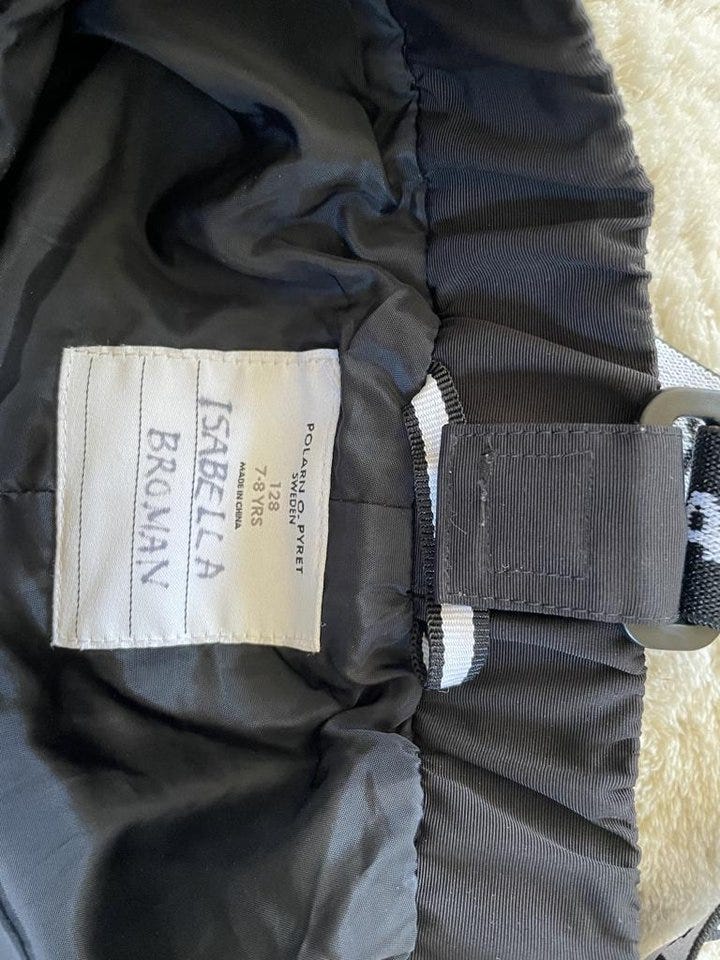 POLARN O. PYRET
SWEDEN
128
7-8 YRS
MADE IN CHINA
ISABELLA
BROMAN